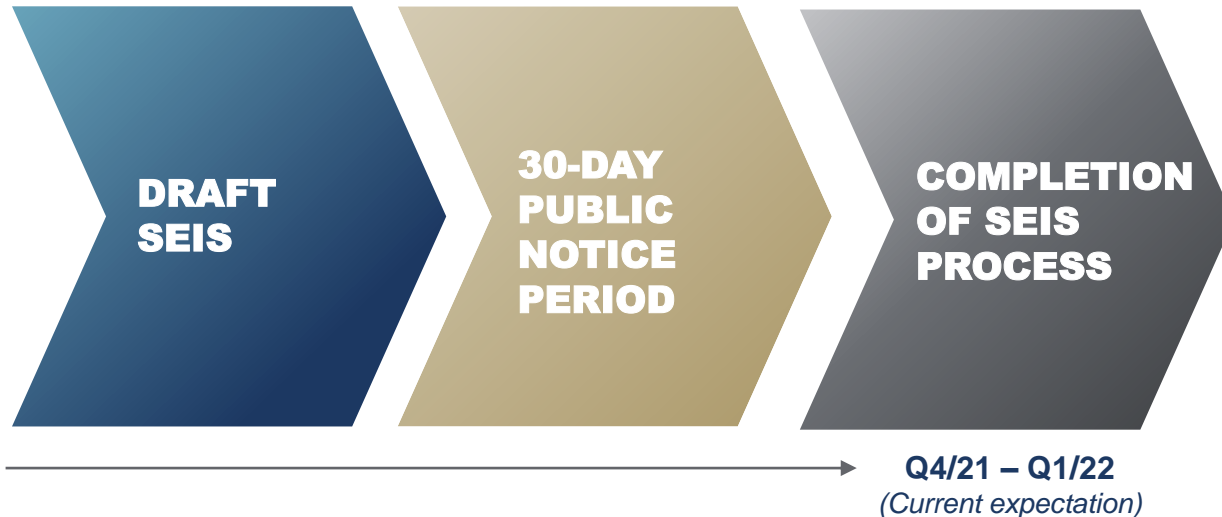 DRAFT
SEIS
30-DAY
PUBLIC
NOTICE
PERIOD
COMPLETION
OF SEIS
PROCESS
Q4/21 – Q1/22
(Current expectation)